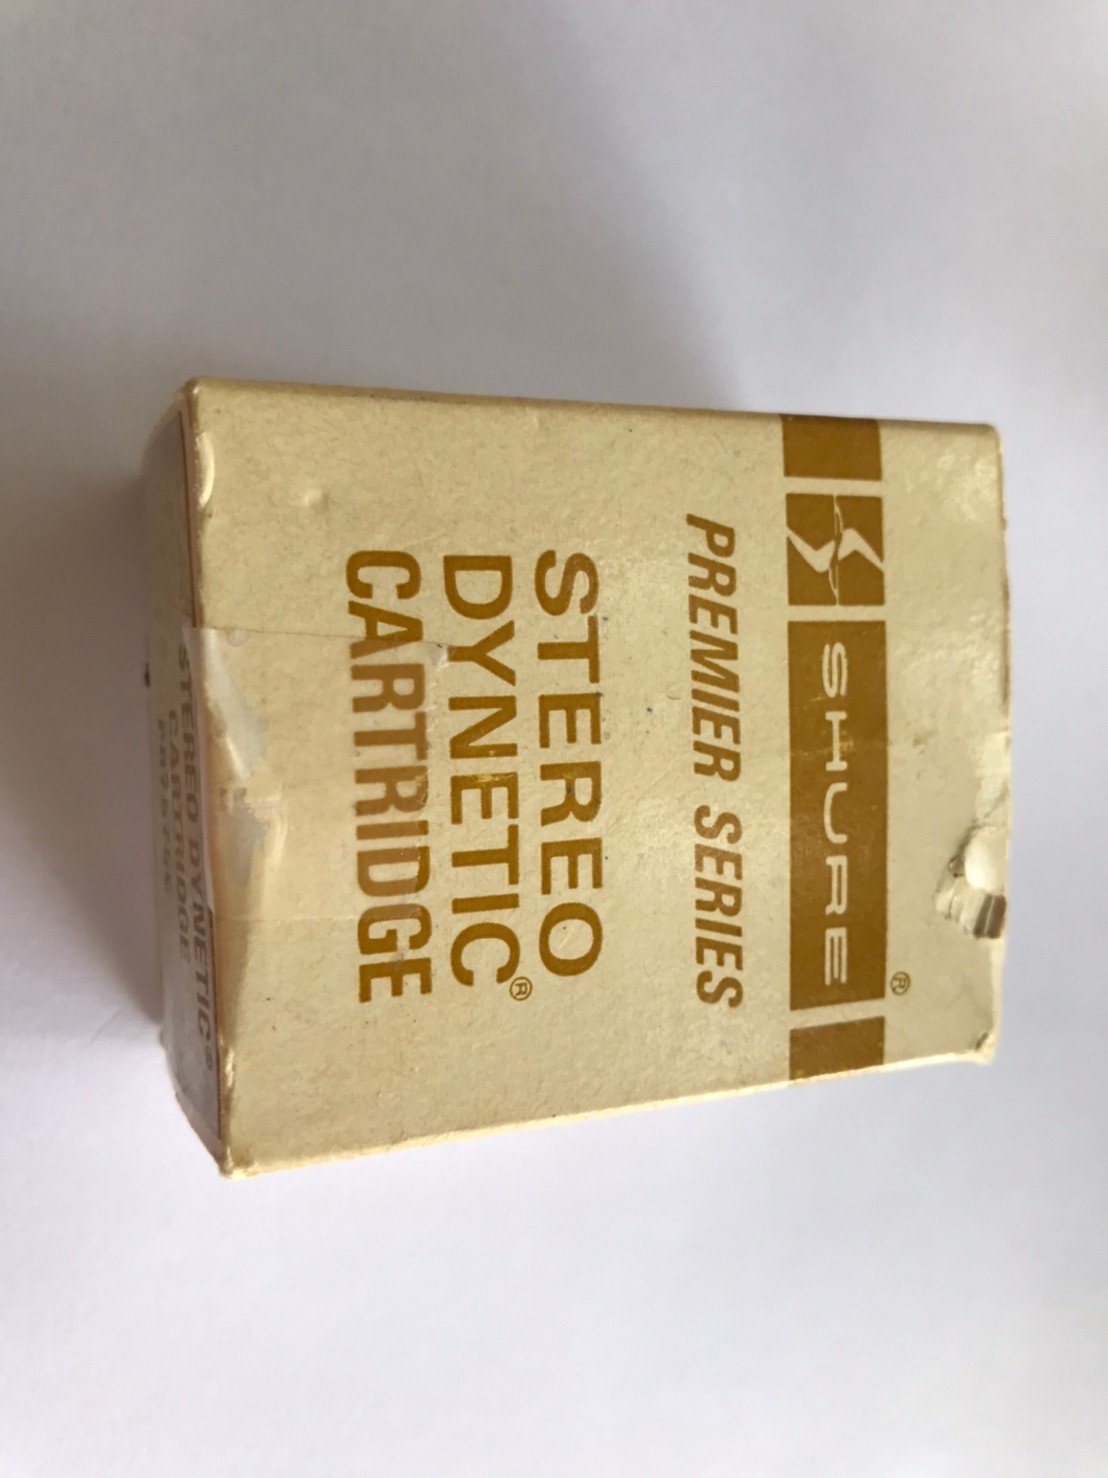 SHURE®
PREMIER SERIES
STEREO
DYNETIC®
CARTRIDGE
STEREO DYNETIC®
CARTRIDGE